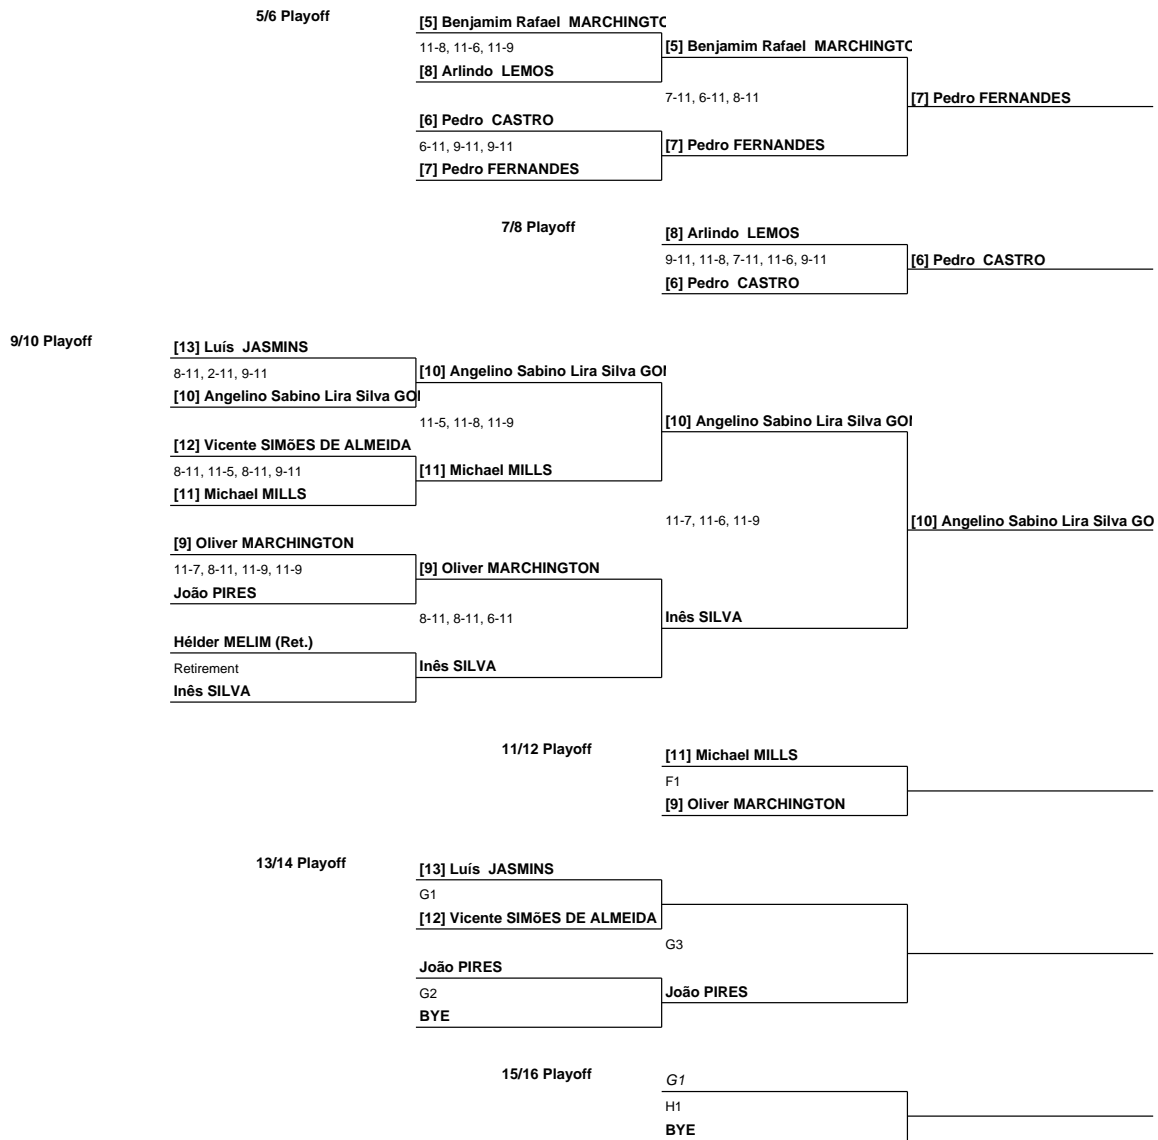 5/6 Playoff
[5] Benjamim Rafael MARCHINGTO
11-8, 11-6, 11-9
[8] Arlindo LEMOS
[5] Benjamim Rafael MARCHINGTO
7-11, 6-11, 8-11
[7] Pedro FERNANDES
[6] Pedro CASTRO
6-11, 9-11, 9-11
[7] Pedro FERNANDES
[7] Pedro FERNANDES
7/8 Playoff
[8] Arlindo LEMOS
9-11, 11-8, 7-11, 11-6, 9-11
[6] Pedro CASTRO
[6] Pedro CASTRO
9/10 Playoff
[13] Luís JASMINS
8-11, 2-11, 9-11
[10] Angelino Sabino Lira Silva GO
[10] Angelino Sabino Lira Silva GO
11-5, 11-8, 11-9
[10] Angelino Sabino Lira Silva GO
[12] Vicente SIMõES DE ALMEIDA
8-11, 11-5, 8-11, 9-11
[11] Michael MILLS
[11] Michael MILLS
11-7, 11-6, 11-9
[10] Angelino Sabino Lira Silva GO
[9] Oliver MARCHINGTON
11-7, 8-11, 11-9, 11-9
João PIRES
[9] Oliver MARCHINGTON
8-11, 8-11, 6-11
Inês SILVA
Hélder MELIM (Ret.)
Retirement
Inês SILVA
Inês SILVA
11/12 Playoff
[11] Michael MILLS
F1
[9] Oliver MARCHINGTON
13/14 Playoff
[13] Luís JASMINS
G1
[12] Vicente SIMõES DE ALMEIDA
G3
João PIRES
G2
BYE
João PIRES
15/16 Playoff
G1
H1
BYE